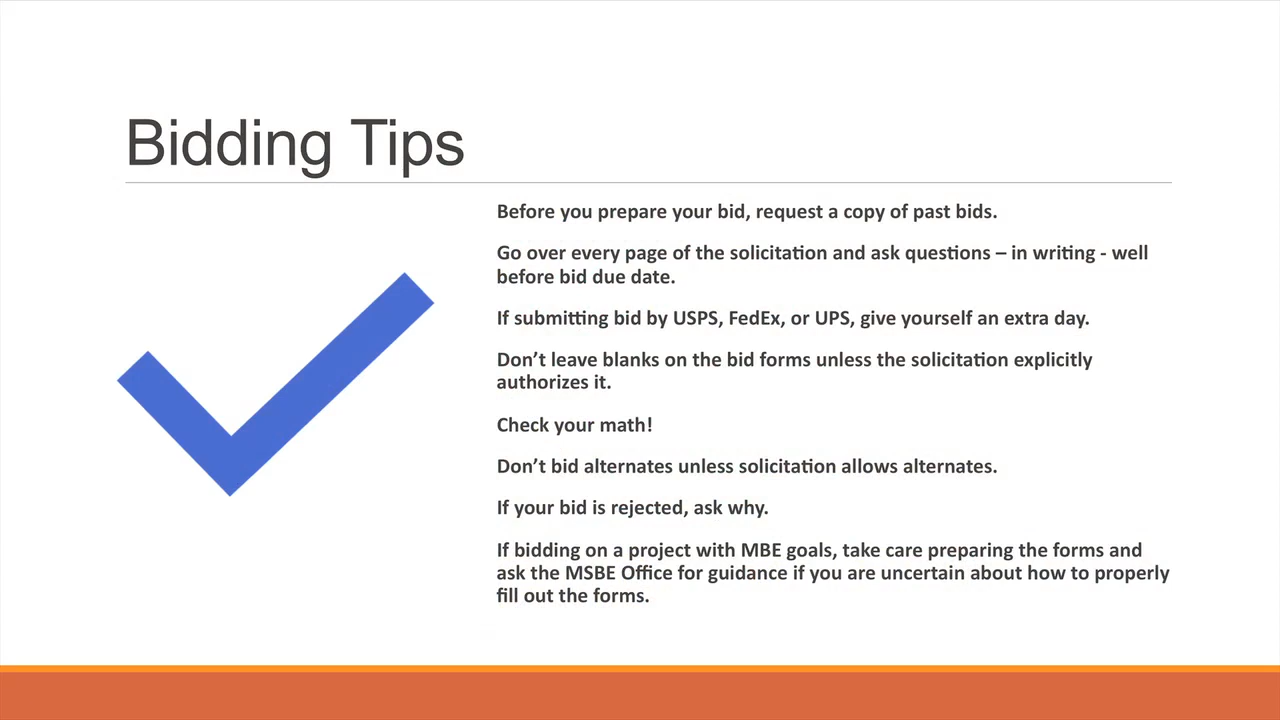 Bidding Tips
Before you prepare your bid, request a copy of past bids.
Go over every page of the solicitation and ask questions – in writing - well
before bid due date.
If submitting bid by USPS, FedEx, or UPS, give yourself an extra day.
Don’t leave blanks on the bid forms unless the solicitation explicitly
authorizes it.
Check your math!
Don’t bid alternates unless solicitation allows alternates.
If your bid is rejected, ask why.
If bidding on a project with MBE goals, take care preparing the forms and
ask the MSBE Office for guidance if you are uncertain about how to properly
fill out the forms.